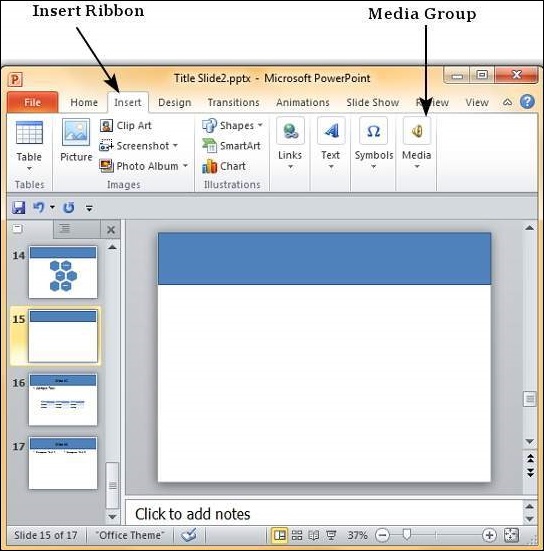 Insert Ribbon
Media Group
Title Slide2.pptx - Microsoft PowerPoint
File Home Insert Design Transitions Animations Slide Show Review View
Table
Picture
Clip Art
Screenshot
Photo Album
Shapes
SmartArt
Chart
Links
Text
Symbols
Media
Tables
Images
Illustrations
14
15
16
17
Click to add notes
Slide 15 of 17
"Office Theme"
37%